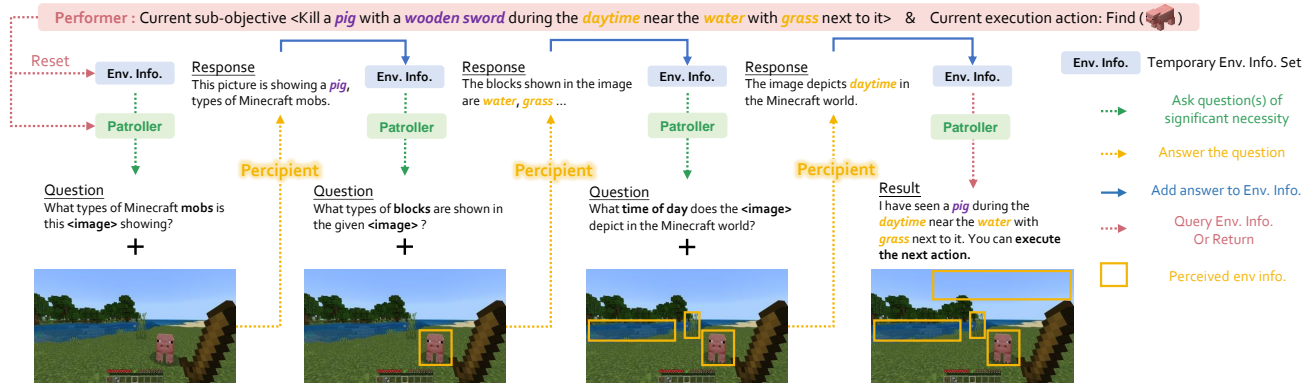 Performer : Current sub-objective <Kill a pig with a wooden sword during the daytime near the water with grass next to it> & Current execution action: Find ( )
Reset
Env. Info.
Patroller
Question
What types of Minecraft mobs is
this <image> showing?
+
Response
This picture is showing a pig,
types of Minecraft mobs.
Percipient
Env. Info.
Patroller
Question
What types of blocks are shown in
the given <image> ?
+
Response
The blocks shown in the image
are water, grass ...
Percipient
Env. Info.
Patroller
Question
What time of day does the <image>
depict in the Minecraft world?
+
Response
The image depicts daytime in
the Minecraft world.
Percipient
Env. Info.
Patroller
Result
I have seen a pig during the
daytime near the water with
grass next to it. You can execute
the next action.
Env. Info. Temporary Env. Info. Set
Ask question(s) of
significant necessity
Answer the question
Add answer to Env. Info.
Query Env. Info.
Or Return
Perceived env info.